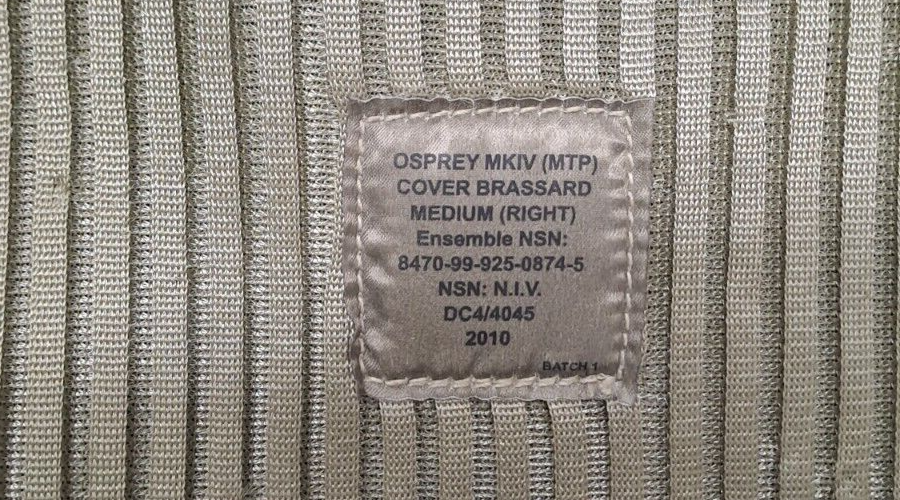 OSPREY MKIV (MTP)
COVER BRASSARD
MEDIUM (RIGHT)
Ensemble NSN:
8470-99-925-0874-5
NSN: N.I.V.
DC4/4045
2010
BATCH 1